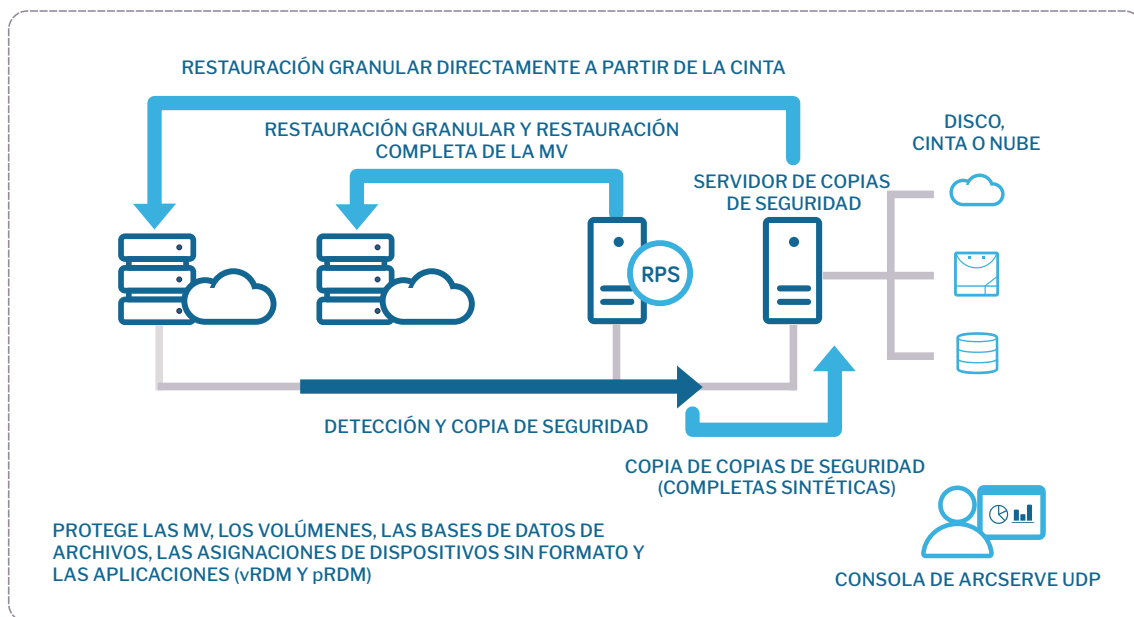 RESTAURACIÓN GRANULAR DIRECTAMENTE A PARTIR DE LA CINTA
RESTAURACIÓN GRANULAR Y RESTAURACIÓN
COMPLETA DE LA MV
DISCO,
CINTA O NUBE
SERVIDOR DE COPIAS
DE SEGURIDAD
RPS
DETECCIÓN Y COPIA DE SEGURIDAD
COPIA DE COPIAS DE SEGURIDAD
(COMPLETAS SINTÉTICAS)
PROTEGE LAS MV, LOS VOLÚMENES, LAS BASES DE DATOS DE
ARCHIVOS, LAS ASIGNACIONES DE DISPOSITIVOS SIN FORMATO Y
LAS APLICACIONES (vRDM Y pRDM)
CONSOLA DE ARCSERVE UDP